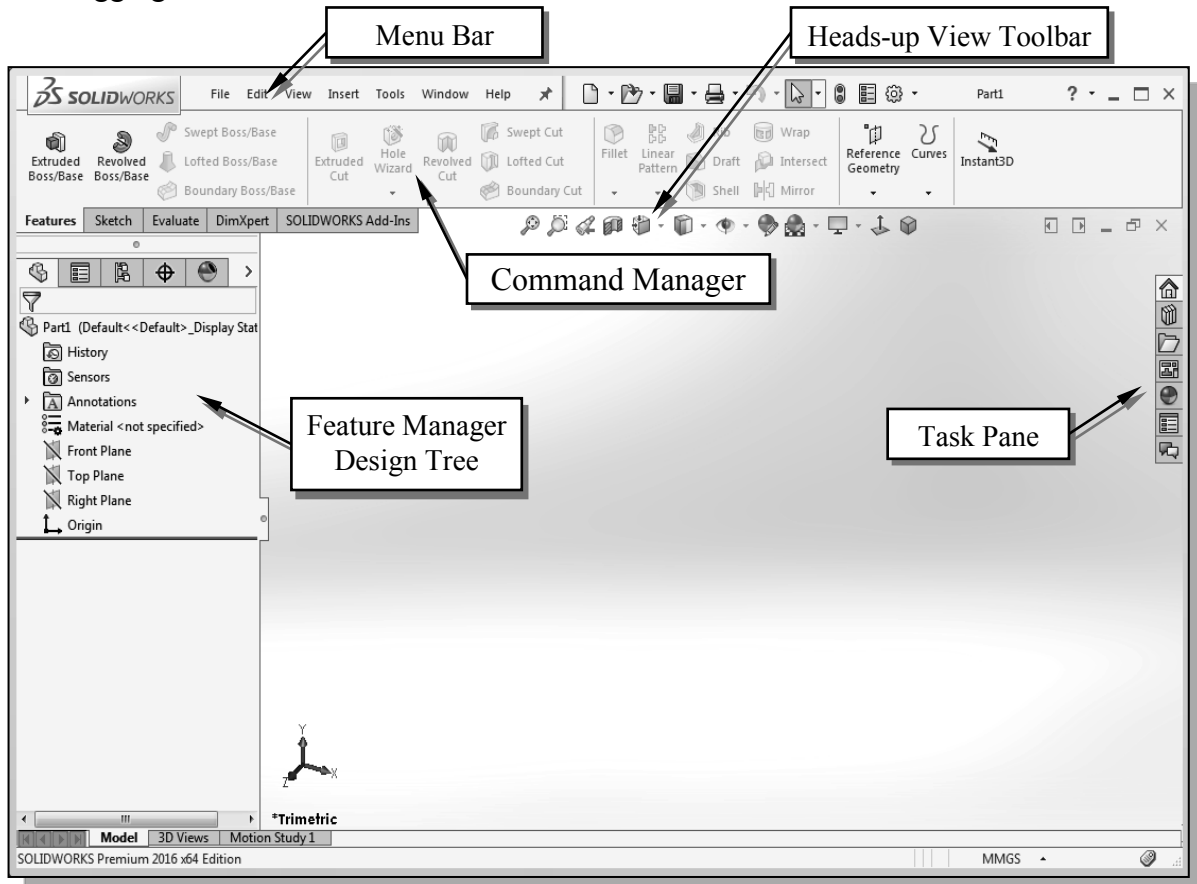 Menu Bar
Heads-up View Toolbar
SOLIDWORKS File Edit View Insert Tools Window Help Part1 ?
Extruded Boss/Base
Revolved Boss/Base
Swept Boss/Base
Lofted Boss/Base
Boundary Boss/Base
Extruded Cut
Hole Wizard
Revolved Cut
Swept Cut
Lofted Cut
Boundary Cut
Fillet
Linear Pattern
Draft
Shell
Wrap
Intersect
Mirror
Reference Geometry
Curves
Instant3D
Features Sketch Evaluate DimXpert SOLIDWORKS Add-Ins
Command Manager
Part1 (Default<<Default>_Display Stat
History
Sensors
Annotations
Material <not specified>
Front Plane
Top Plane
Right Plane
Origin
Feature Manager
Design Tree
Task Pane
Y
X
Z
*Trimetric
Model 3D Views Motion Study 1
SOLIDWORKS Premium 2016 x64 Edition MMGS